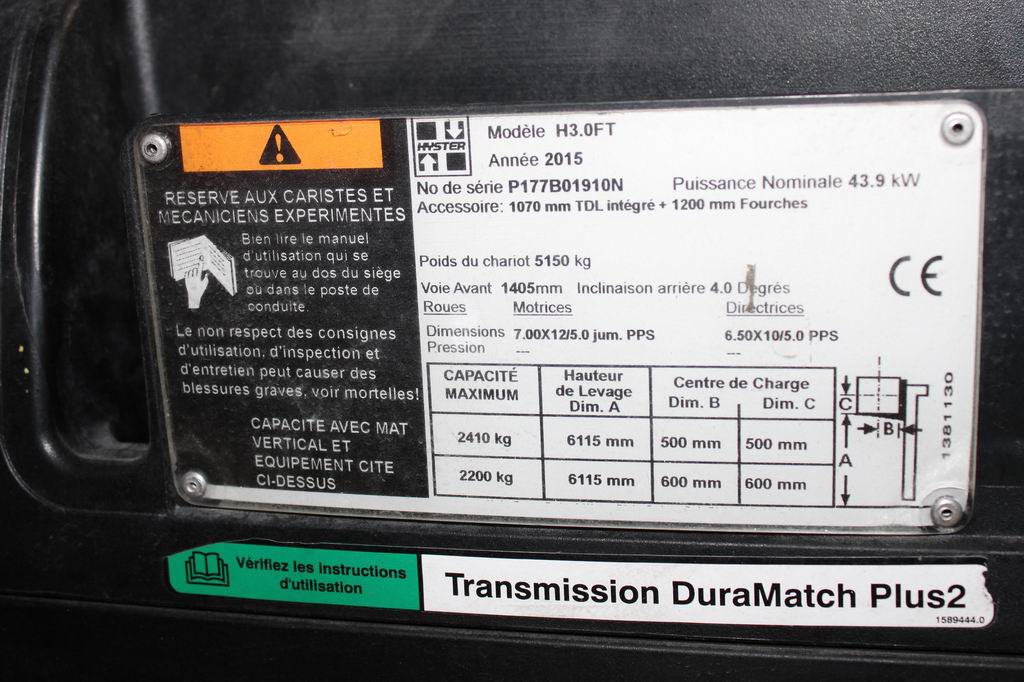 RESERVE AUX CARISTES ET
MECANICIENS EXPERIMENTES
Bien lire le manuel
d'utilisation qui se
trouve au dos du siège
ou dans le poste de
conduite.
Le non respect des consignes
d'utilisation, d'inspection et
d'entretien peut causer des
blessures graves, voir mortelles!
CAPACITE AVEC MAT
VERTICAL ET
EQUIPEMENT CITE
CI-DESSUS
HYSTER
Modèle H3.0FT
Année 2015
No de série P177B01910N Puissance Nominale 43.9 kW
Accessoire: 1070 mm TDL intégré + 1200 mm Fourches
Poids du chariot 5150 kg
CE
Voie Avant 1405mm Inclinaison arrière 4.0 Degrés
Roues Motrices Directrices
Dimensions 7.00X12/5.0 jum. PPS 6.50X10/5.0 PPS
Pression --- ---
CAPACITÉ MAXIMUM Hauteur de Levage Dim. A Centre de Charge Dim. B Dim. C
2410 kg 6115 mm 500 mm 500 mm
2200 kg 6115 mm 600 mm 600 mm
C
B
A
1381130
Vérifiez les instructions
d'utilisation
Transmission DuraMatch Plus2
1589444.0